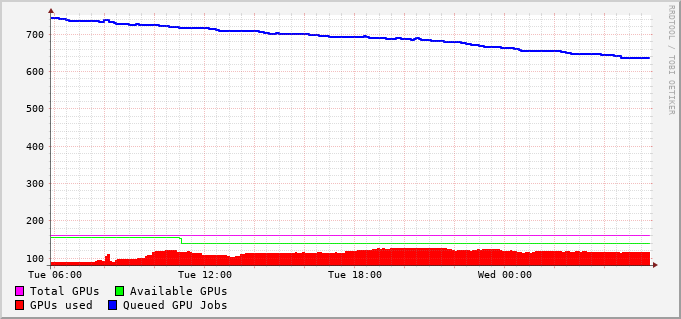 RRDTOOL / TOBI OETIKER
700
600
500
400
300
200
100
Tue 06:00 Tue 12:00 Tue 18:00 Wed 00:00
Total GPUs Available GPUs
GPUs used Queued GPU Jobs